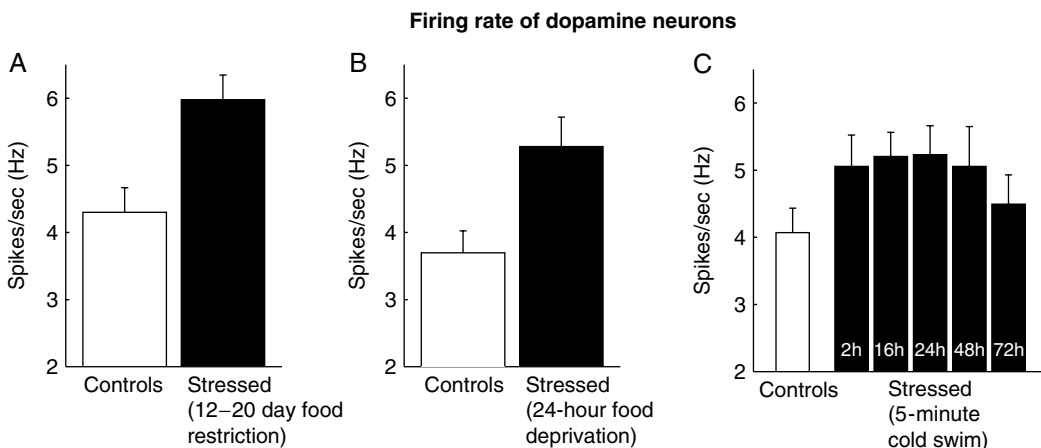 Firing rate of dopamine neurons
A
Spikes/sec (Hz)
6
5
4
3
2
Controls
Stressed
(12–20 day food
restriction)
B
Spikes/sec (Hz)
6
5
4
3
2
Controls
Stressed
(24-hour food
deprivation)
C
Spikes/sec (Hz)
6
5
4
3
2
2h 16h 24h 48h 72h
Controls
Stressed
(5-minute
cold swim)